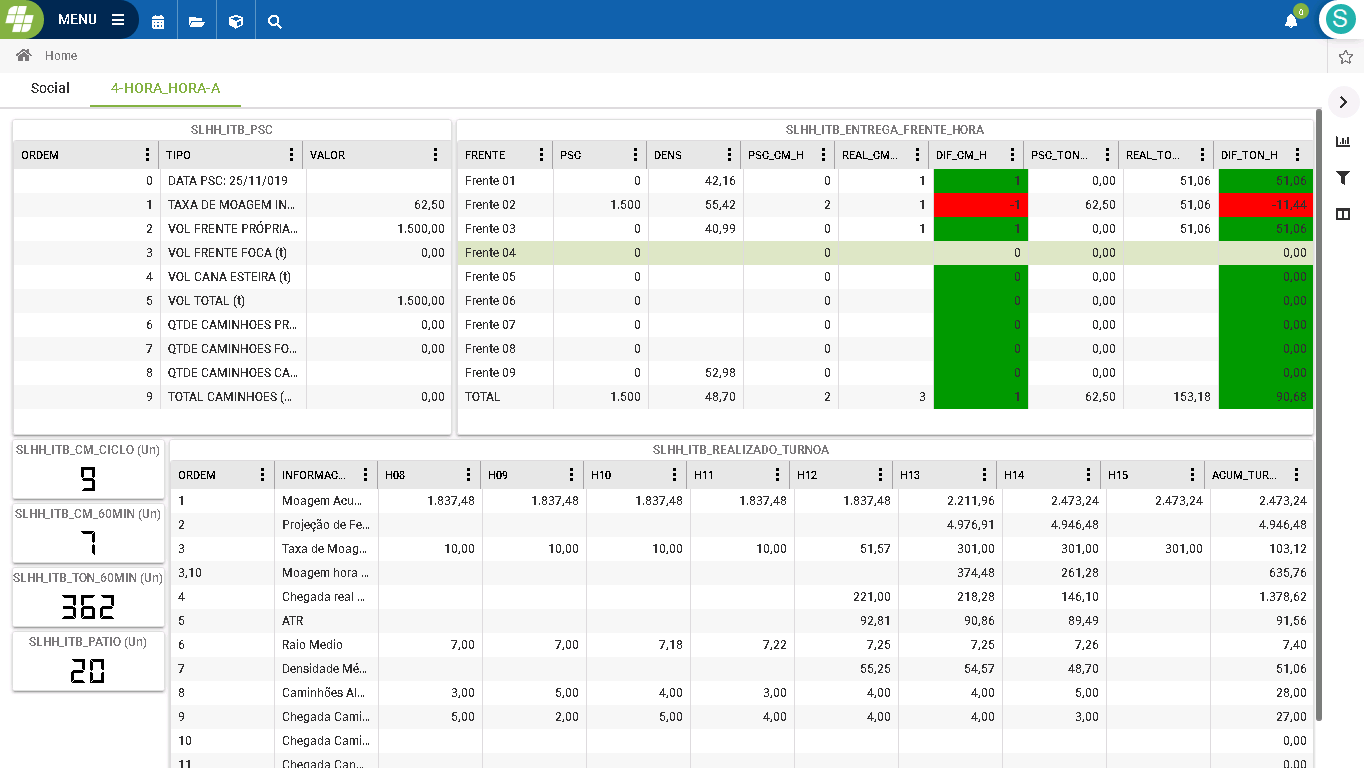 MENU
0
S
Home
Social 4-HORA_HORA-A
SLHH_ITB_PSC
ORDEM TIPO VALOR
0 DATA PSC: 25/11/019
1 TAXA DE MOAGEM IN... 62,50
2 VOL FRENTE PRÓPRIA... 1.500,00
3 VOL FRENTE FOCA (t) 0,00
4 VOL CANA ESTEIRA (t)
5 VOL TOTAL (t) 1.500,00
6 QTDE CAMINHOES PR... 0,00
7 QTDE CAMINHOES FO... 0,00
8 QTDE CAMINHOES CA...
9 TOTAL CAMINHOES (... 0,00
SLHH_ITB_ENTREGA_FRENTE_HORA
FRENTE PSC DENS PSC_CM_H REAL_CM... DIF_CM_H PSC_TON... REAL_TO... DIF_TON_H
Frente 01 0 42,16 0 1 1 0,00 51,06 51,06
Frente 02 1.500 55,42 2 1 -1 62,50 51,06 -11,44
Frente 03 0 40,99 0 1 1 0,00 51,06 51,06
Frente 04 0 0 0 0,00 0,00
Frente 05 0 0 0 0,00 0,00
Frente 06 0 0 0 0,00 0,00
Frente 07 0 0 0 0,00 0,00
Frente 08 0 0 0 0,00 0,00
Frente 09 0 52,98 0 0 0,00 0,00
TOTAL 1.500 48,70 2 3 1 62,50 153,18 90,68
SLHH_ITB_CM_CICLO (Un)
9
SLHH_ITB_CM_60MIN (Un)
7
SLHH_ITB_TON_60MIN (Un)
362
SLHH_ITB_PATIO (Un)
20
SLHH_ITB_REALIZADO_TURNOA
ORDEM INFORMAC... H08 H09 H10 H11 H12 H13 H14 H15 AGUM_TUR...
1 Moagem Acu... 1.837,48 1.837,48 1.837,48 1.837,48 1.837,48 2.211,96 2.473,24 2.473,24 2.473,24
2 Projeção de Fe... 4.976,91 4.946,48 4.946,48
3 Taxa de Moag... 10,00 10,00 10,00 10,00 51,57 301,00 301,00 301,00 103,12
3,10 Moagem hora ... 374,48 261,28 635,76
4 Chegada real ... 221,00 218,28 146,10 1.378,62
5 ATR 92,81 90,86 89,49 91,56
6 Raio Medio 7,00 7,00 7,18 7,22 7,25 7,25 7,26 7,40
7 Densidade Mé... 55,25 54,57 48,70 51,06
8 Caminhões Al... 3,00 5,00 4,00 3,00 4,00 4,00 5,00 28,00
9 Chegada Cami... 5,00 2,00 5,00 4,00 4,00 4,00 3,00 27,00
10 Chegada Cami... 0,00
11 Chegada Can... 0,00